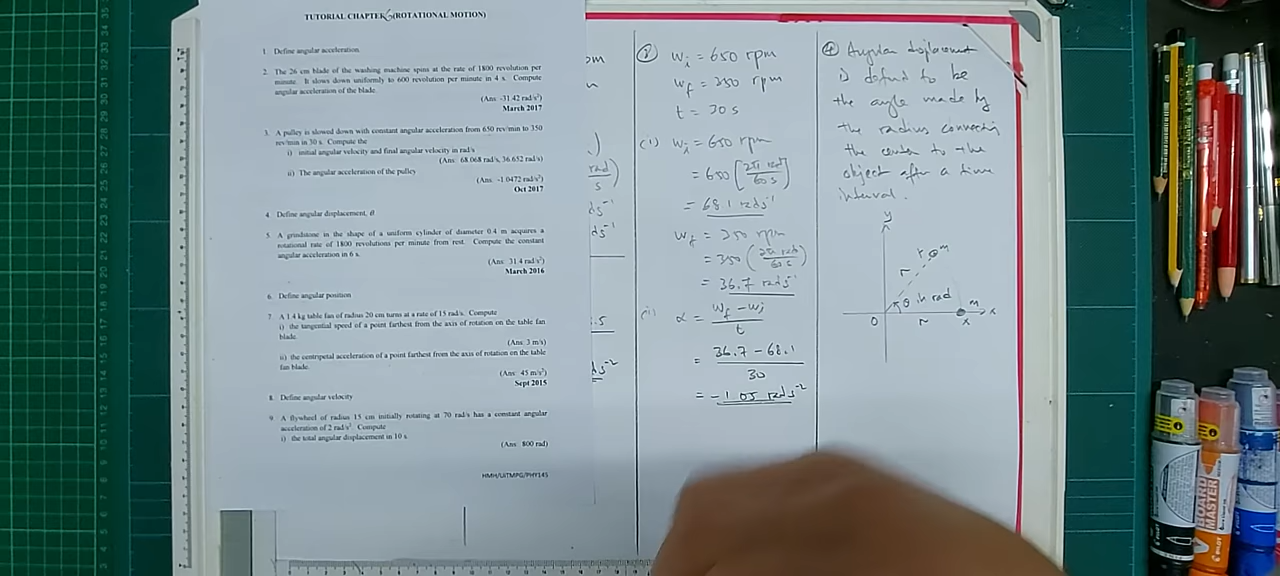 TUTORIAL CHAPTER 6 (ROTATIONAL MOTION)
1. Define angular acceleration.
2. The 26 cm blade of the washing machine spins at the rate of 1800 revolution per
minute. It slows down uniformly to 600 revolution per minute in 4 s. Compute
angular acceleration of the blade.
(Ans: -31.42 rad/s²)
March 2017
3. A pulley is slowed down with constant angular acceleration from 650 rev/min to 350
rev/min in 30 s. Compute the
i) initial angular velocity and final angular velocity in rad/s
(Ans: 68.068 rad/s, 36.652 rad/s)
ii) The angular acceleration of the pulley
(Ans: -1.0472 rad/s²)
Oct 2017
4. Define angular displacement, θ
5. A grindstone in the shape of a uniform cylinder of diameter 0.4 m acquires a
rotational rate of 1800 revolutions per minute from rest. Compute the constant
angular acceleration in 6 s.
(Ans: 31.4 rad/s²)
March 2016
6. Define angular position
7. A 1.4 kg table fan of radius 20 cm turns at a rate of 15 rad/s. Compute
i) the tangential speed of a point farthest from the axis of rotation on the table fan
blade.
(Ans: 3 m/s)
ii) the centripetal acceleration of a point farthest from the axis of rotation on the table
fan blade.
(Ans: 45 m/s²)
Sept 2015
8. Define angular velocity
9. A flywheel of radius 15 cm initially rotating at 70 rad/s has a constant angular
acceleration of 2 rad/s². Compute
i) the total angular displacement in 10 s.
(Ans: 800 rad)
HMH/UITMPG/PHY145
pm
rad
s
ds⁻¹
ds⁻¹
.5
ds⁻²
③ ωi = 650 rpm
ωf = 350 rpm
t = 30 s
(i) ωi = 650 rpm
= 650 (2π rad / 60 s)
= 68.1 rads⁻¹
ωf = 350 rpm
= 350 (2π rad / 60 s)
= 36.7 rads⁻¹
(ii) α = ωf - ωi / t
= 36.7 - 68.1 / 30
= -1.05 rads⁻²
④ Angular displacement
is defined to be
the angle made by
the radius connecting
the center to the
object after a time
interval.
y
r m
r
θ in rad
m
0 r x x
BOARD
MASTER
PILOT